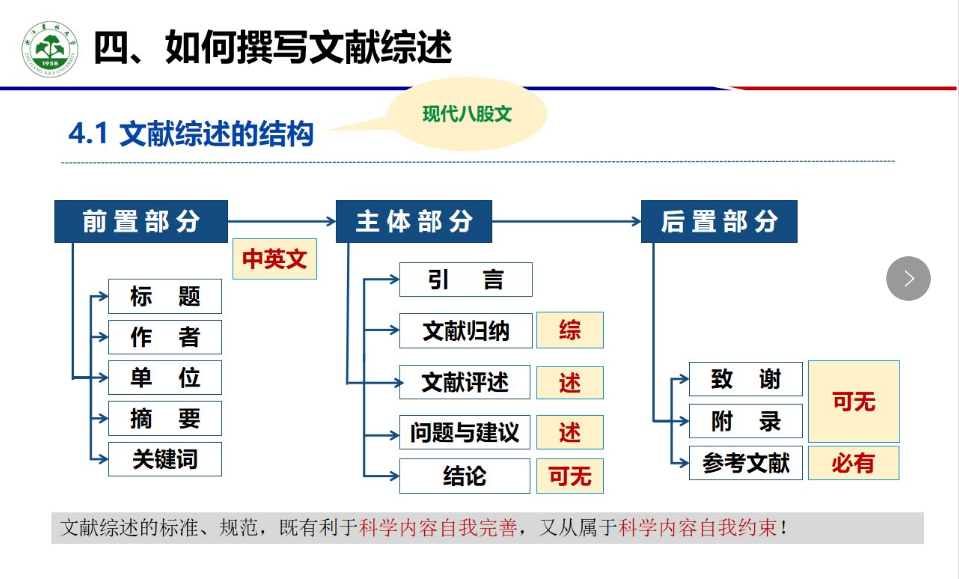 四、如何撰写文献综述
1958
现代八股文
4.1 文献综述的结构
前置部分
主体部分
后置部分
中英文
标 题
作 者
单 位
摘 要
关键词
引 言
文献归纳
综
文献评述
述
问题与建议
述
结论
可无
致 谢
附 录
可无
参考文献
必有
文献综述的标准、规范，既有利于科学内容自我完善，又从属于科学内容自我约束！